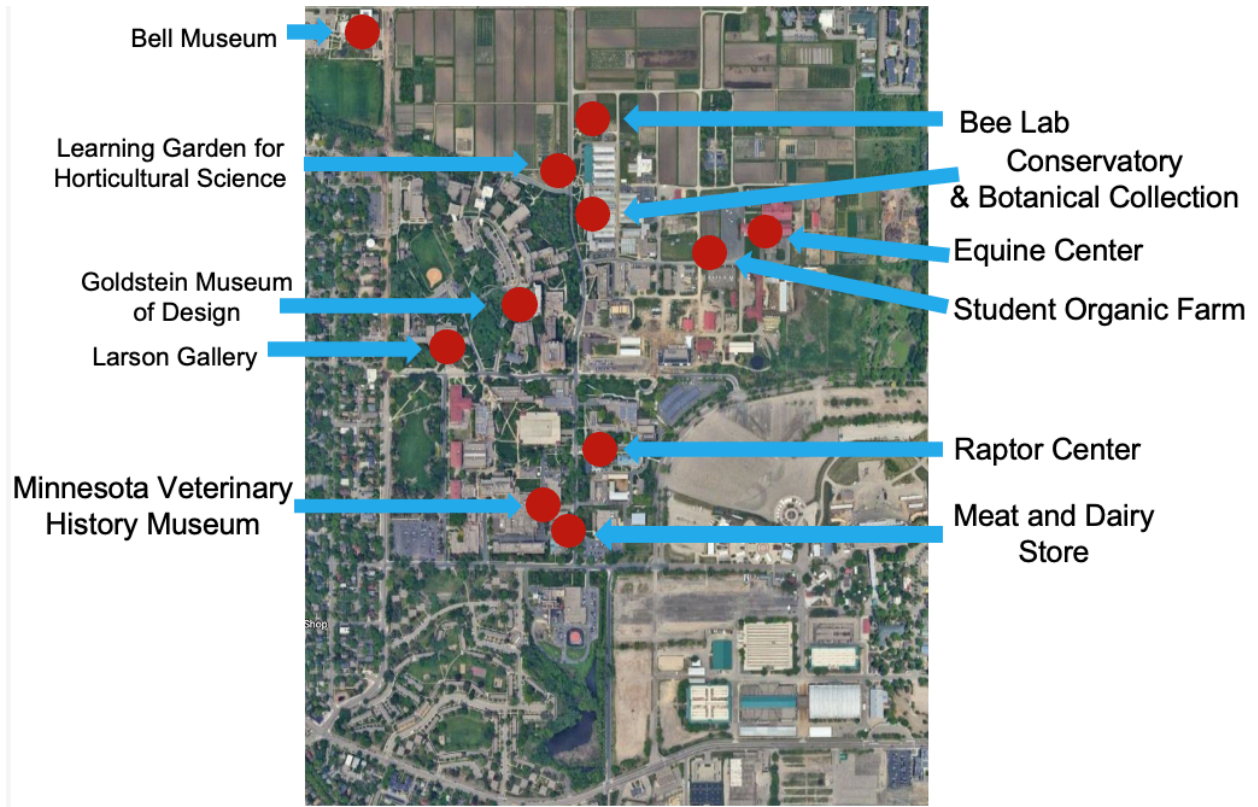 Bell Museum
Learning Garden for
Horticultural Science
Goldstein Museum
of Design
Larson Gallery
Minnesota Veterinary
History Museum
Bee Lab
Conservatory
& Botanical Collection
Equine Center
Student Organic Farm
Raptor Center
Meat and Dairy
Store
Shop